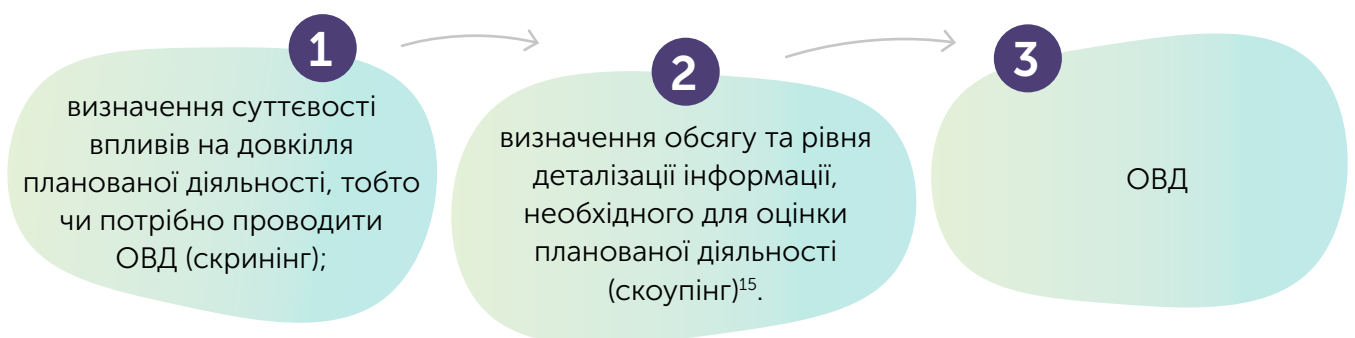 1
визначення суттєвості
впливів на довкілля
планованої діяльності, тобто
чи потрібно проводити
ОВД (скринінг);
2
визначення обсягу та рівня
деталізації інформації,
необхідного для оцінки
планованої діяльності
(скоупінг)¹⁵.
3
ОВД